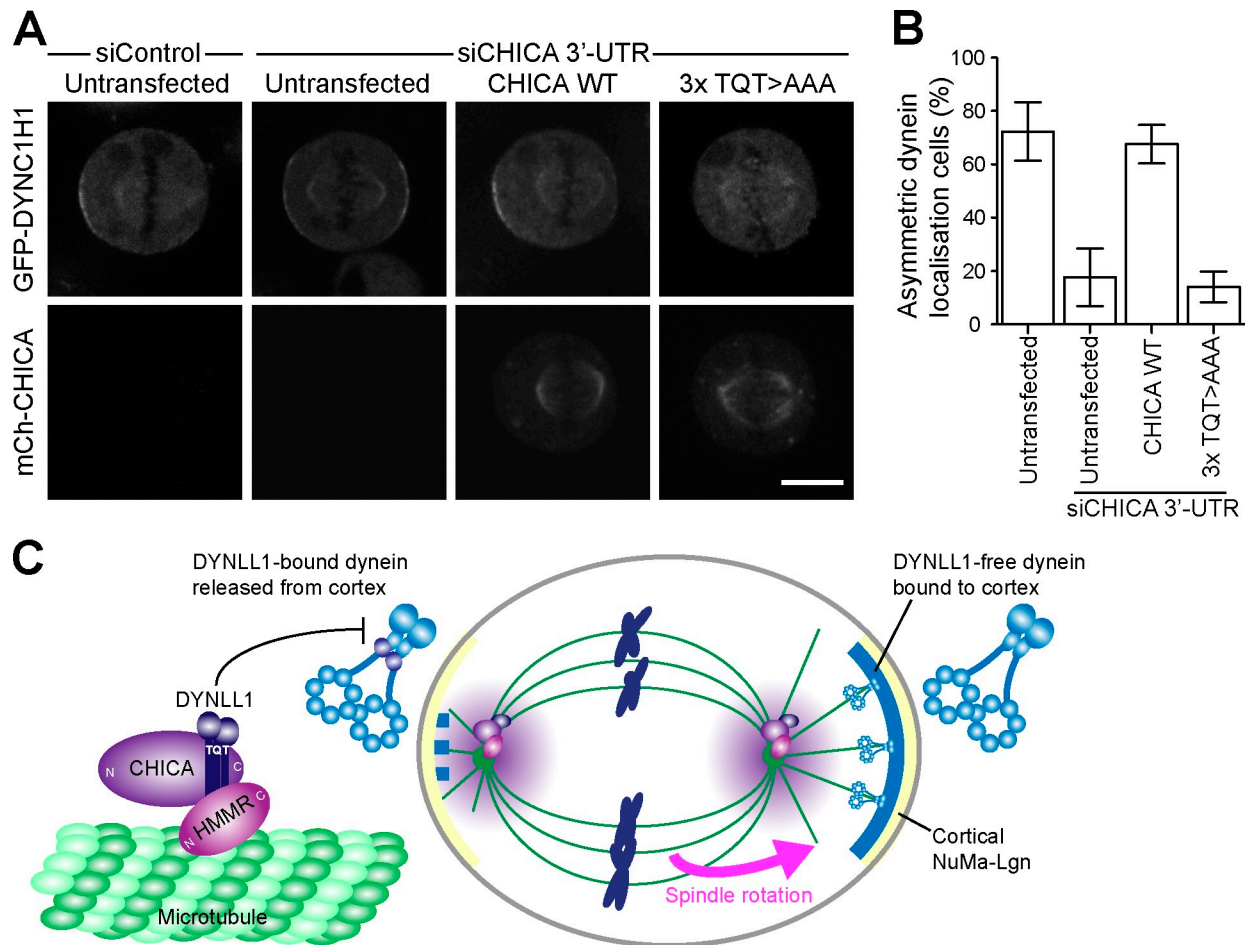 A
siControl
siCHICA 3'-UTR
Untransfected
Untransfected
CHICA WT
3x TQT>AAA
GFP-DYNC1H1
mCh-CHICA
B
Asymmetric dynein
localisation cells (%)
100
80
60
40
20
0
Untransfected
Untransfected
CHICA WT
3x TQT>AAA
siCHICA 3'-UTR
C
DYNLL1-bound dynein
released from cortex
DYNLL1-free dynein
bound to cortex
DYNLL1
TQT
N
CHICA
C
HMMR
C
N
Microtubule
Spindle rotation
Cortical
NuMa-Lgn